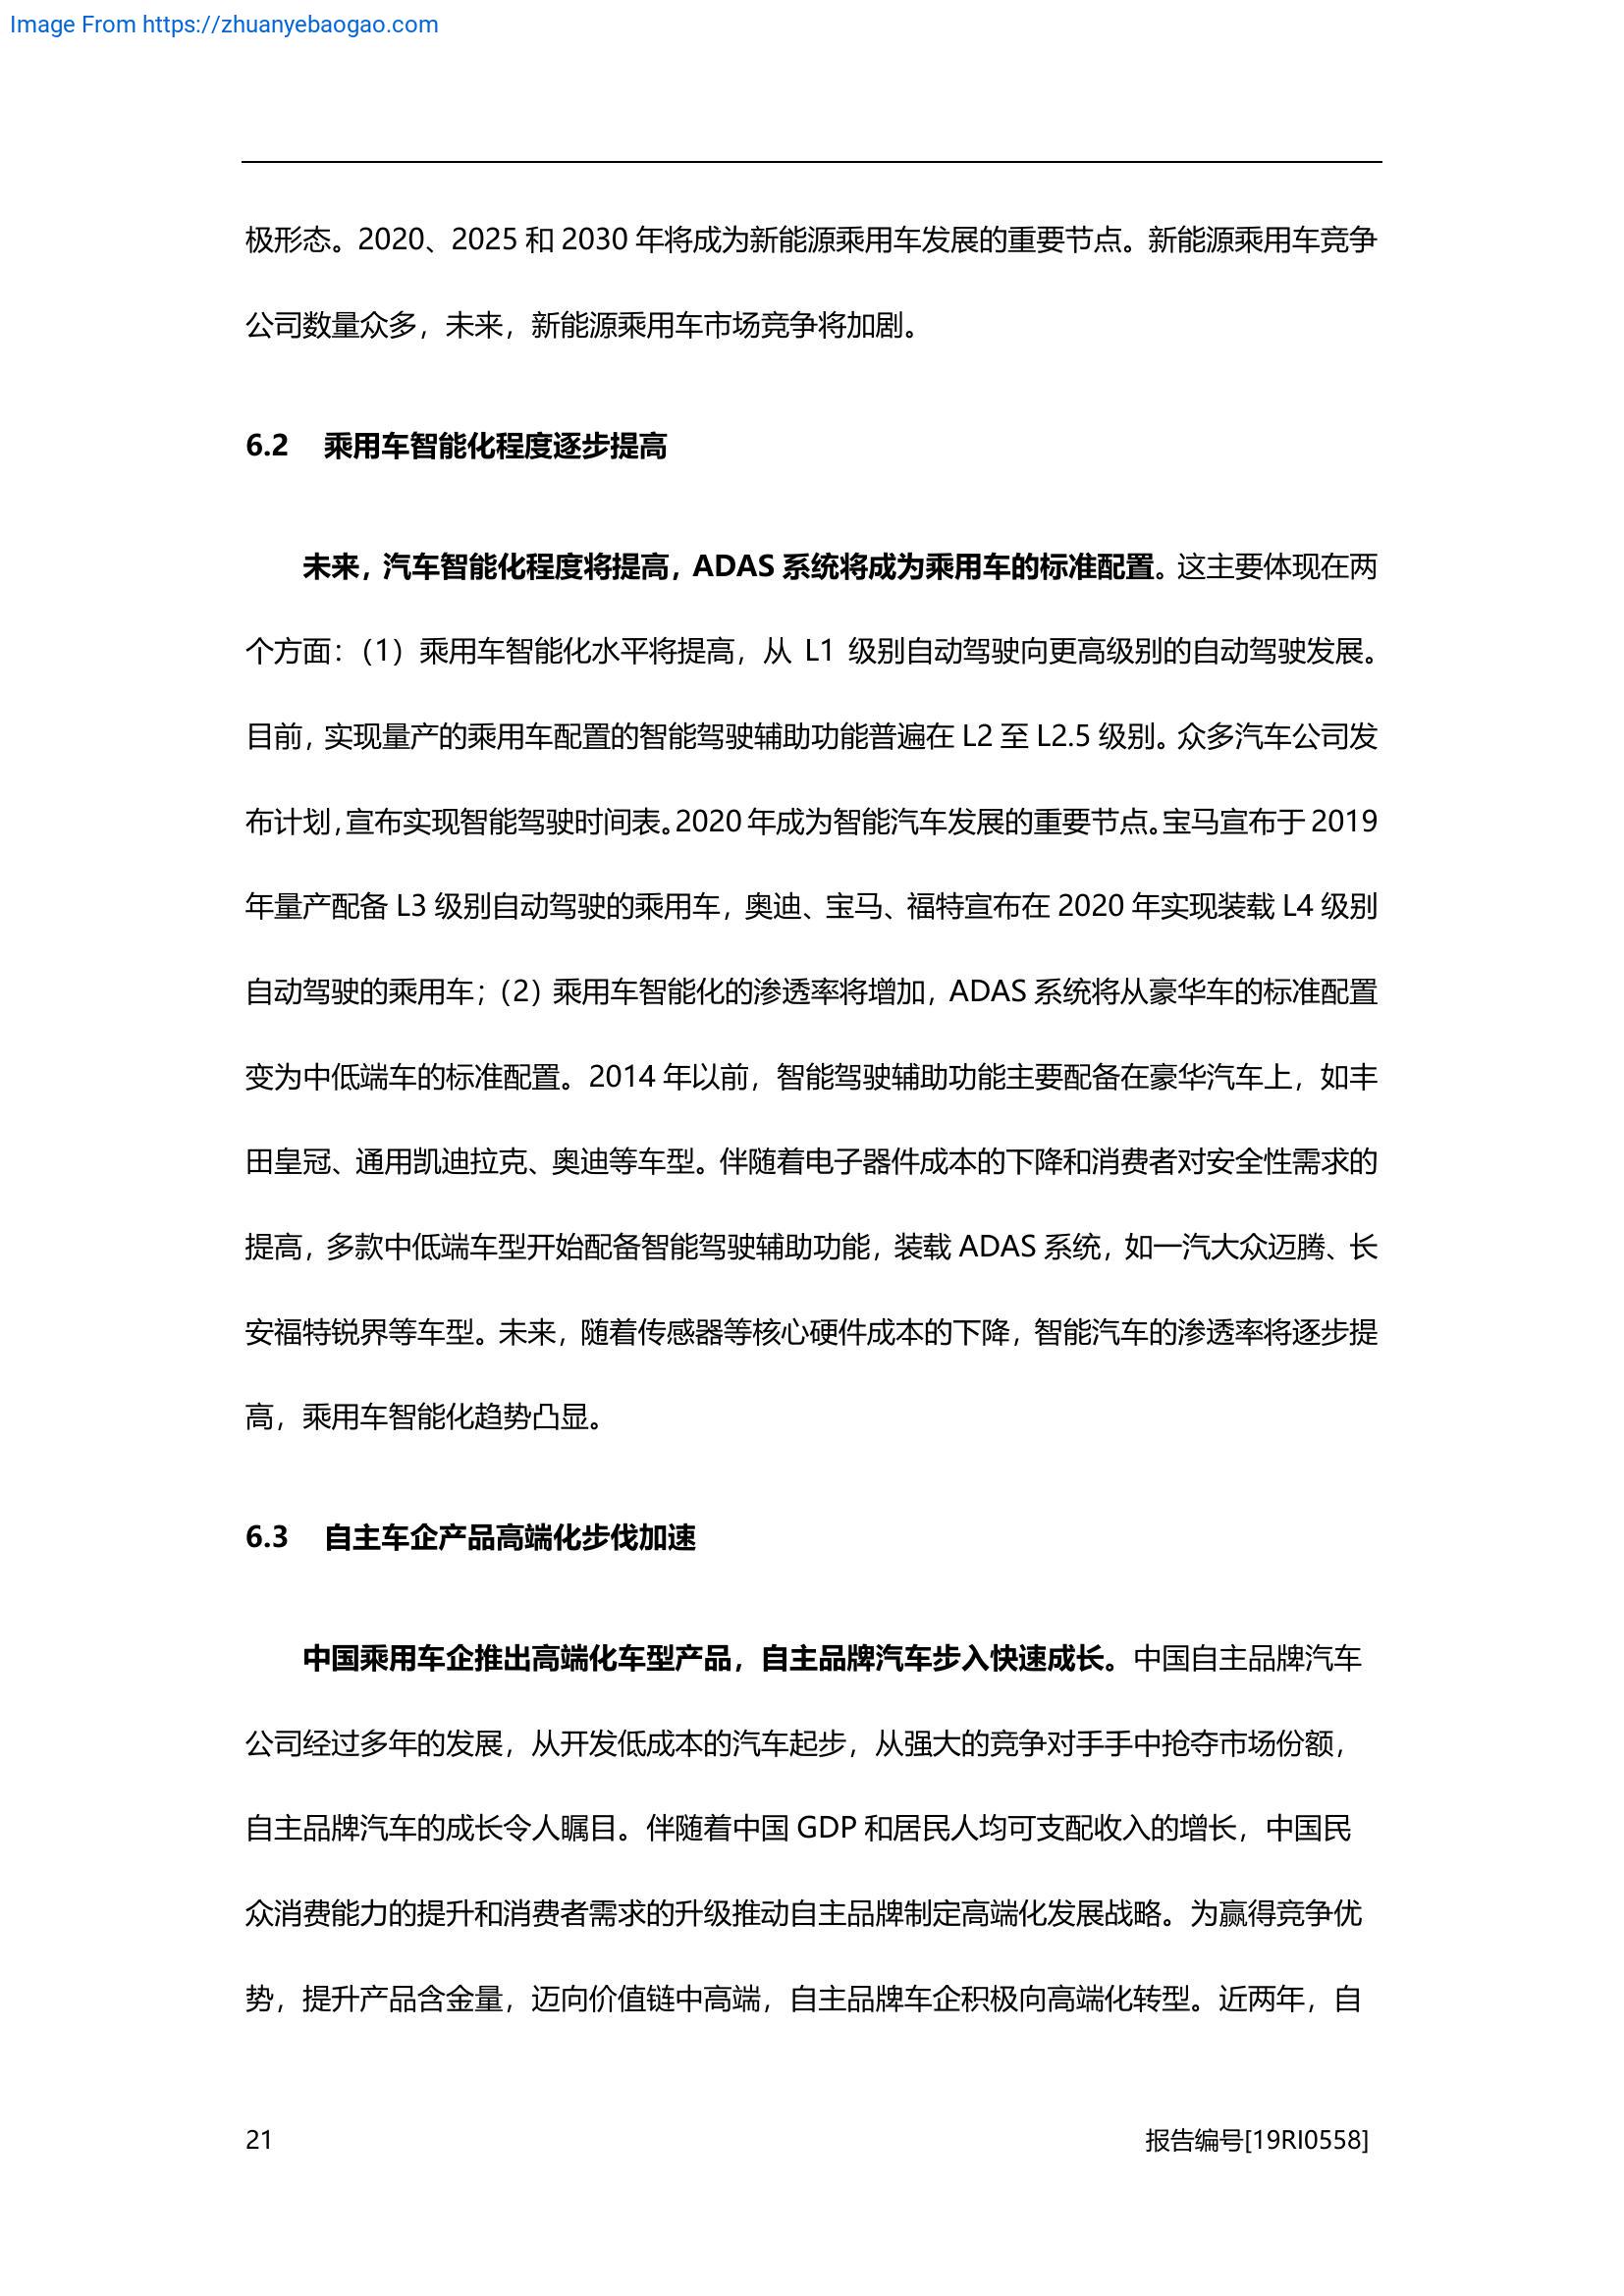 Image From https://zhuanyebaogao.com
极形态。2020、2025 和 2030 年将成为新能源乘用车发展的重要节点。新能源乘用车竞争
公司数量众多，未来，新能源乘用车市场竞争将加剧。
6.2 乘用车智能化程度逐步提高
未来，汽车智能化程度将提高，ADAS 系统将成为乘用车的标准配置。这主要体现在两
个方面：（1）乘用车智能化水平将提高，从 L1 级别自动驾驶向更高级别的自动驾驶发展。
目前，实现量产的乘用车配置的智能驾驶辅助功能普遍在 L2 至 L2.5 级别。众多汽车公司发
布计划，宣布实现智能驾驶时间表。2020 年成为智能汽车发展的重要节点。宝马宣布于 2019
年量产配备 L3 级别自动驾驶的乘用车，奥迪、宝马、福特宣布在 2020 年实现装载 L4 级别
自动驾驶的乘用车；（2）乘用车智能化的渗透率将增加，ADAS 系统将从豪华车的标准配置
变为中低端车的标准配置。2014 年以前，智能驾驶辅助功能主要配备在豪华汽车上，如丰
田皇冠、通用凯迪拉克、奥迪等车型。伴随着电子器件成本的下降和消费者对安全性需求的
提高，多款中低端车型开始配备智能驾驶辅助功能，装载 ADAS 系统，如一汽大众迈腾、长
安福特锐界等车型。未来，随着传感器等核心硬件成本的下降，智能汽车的渗透率将逐步提
高，乘用车智能化趋势凸显。
6.3 自主车企产品高端化步伐加速
中国乘用车企推出高端化车型产品，自主品牌汽车步入快速成长。中国自主品牌汽车
公司经过多年的发展，从开发低成本的汽车起步，从强大的竞争对手手中抢夺市场份额，
自主品牌汽车的成长令人瞩目。伴随着中国 GDP 和居民人均可支配收入的增长，中国民
众消费能力的提升和消费者需求的升级推动自主品牌制定高端化发展战略。为赢得竞争优
势，提升产品含金量，迈向价值链中高端，自主品牌车企积极向高端化转型。近两年，自
21 报告编号[19RI0558]